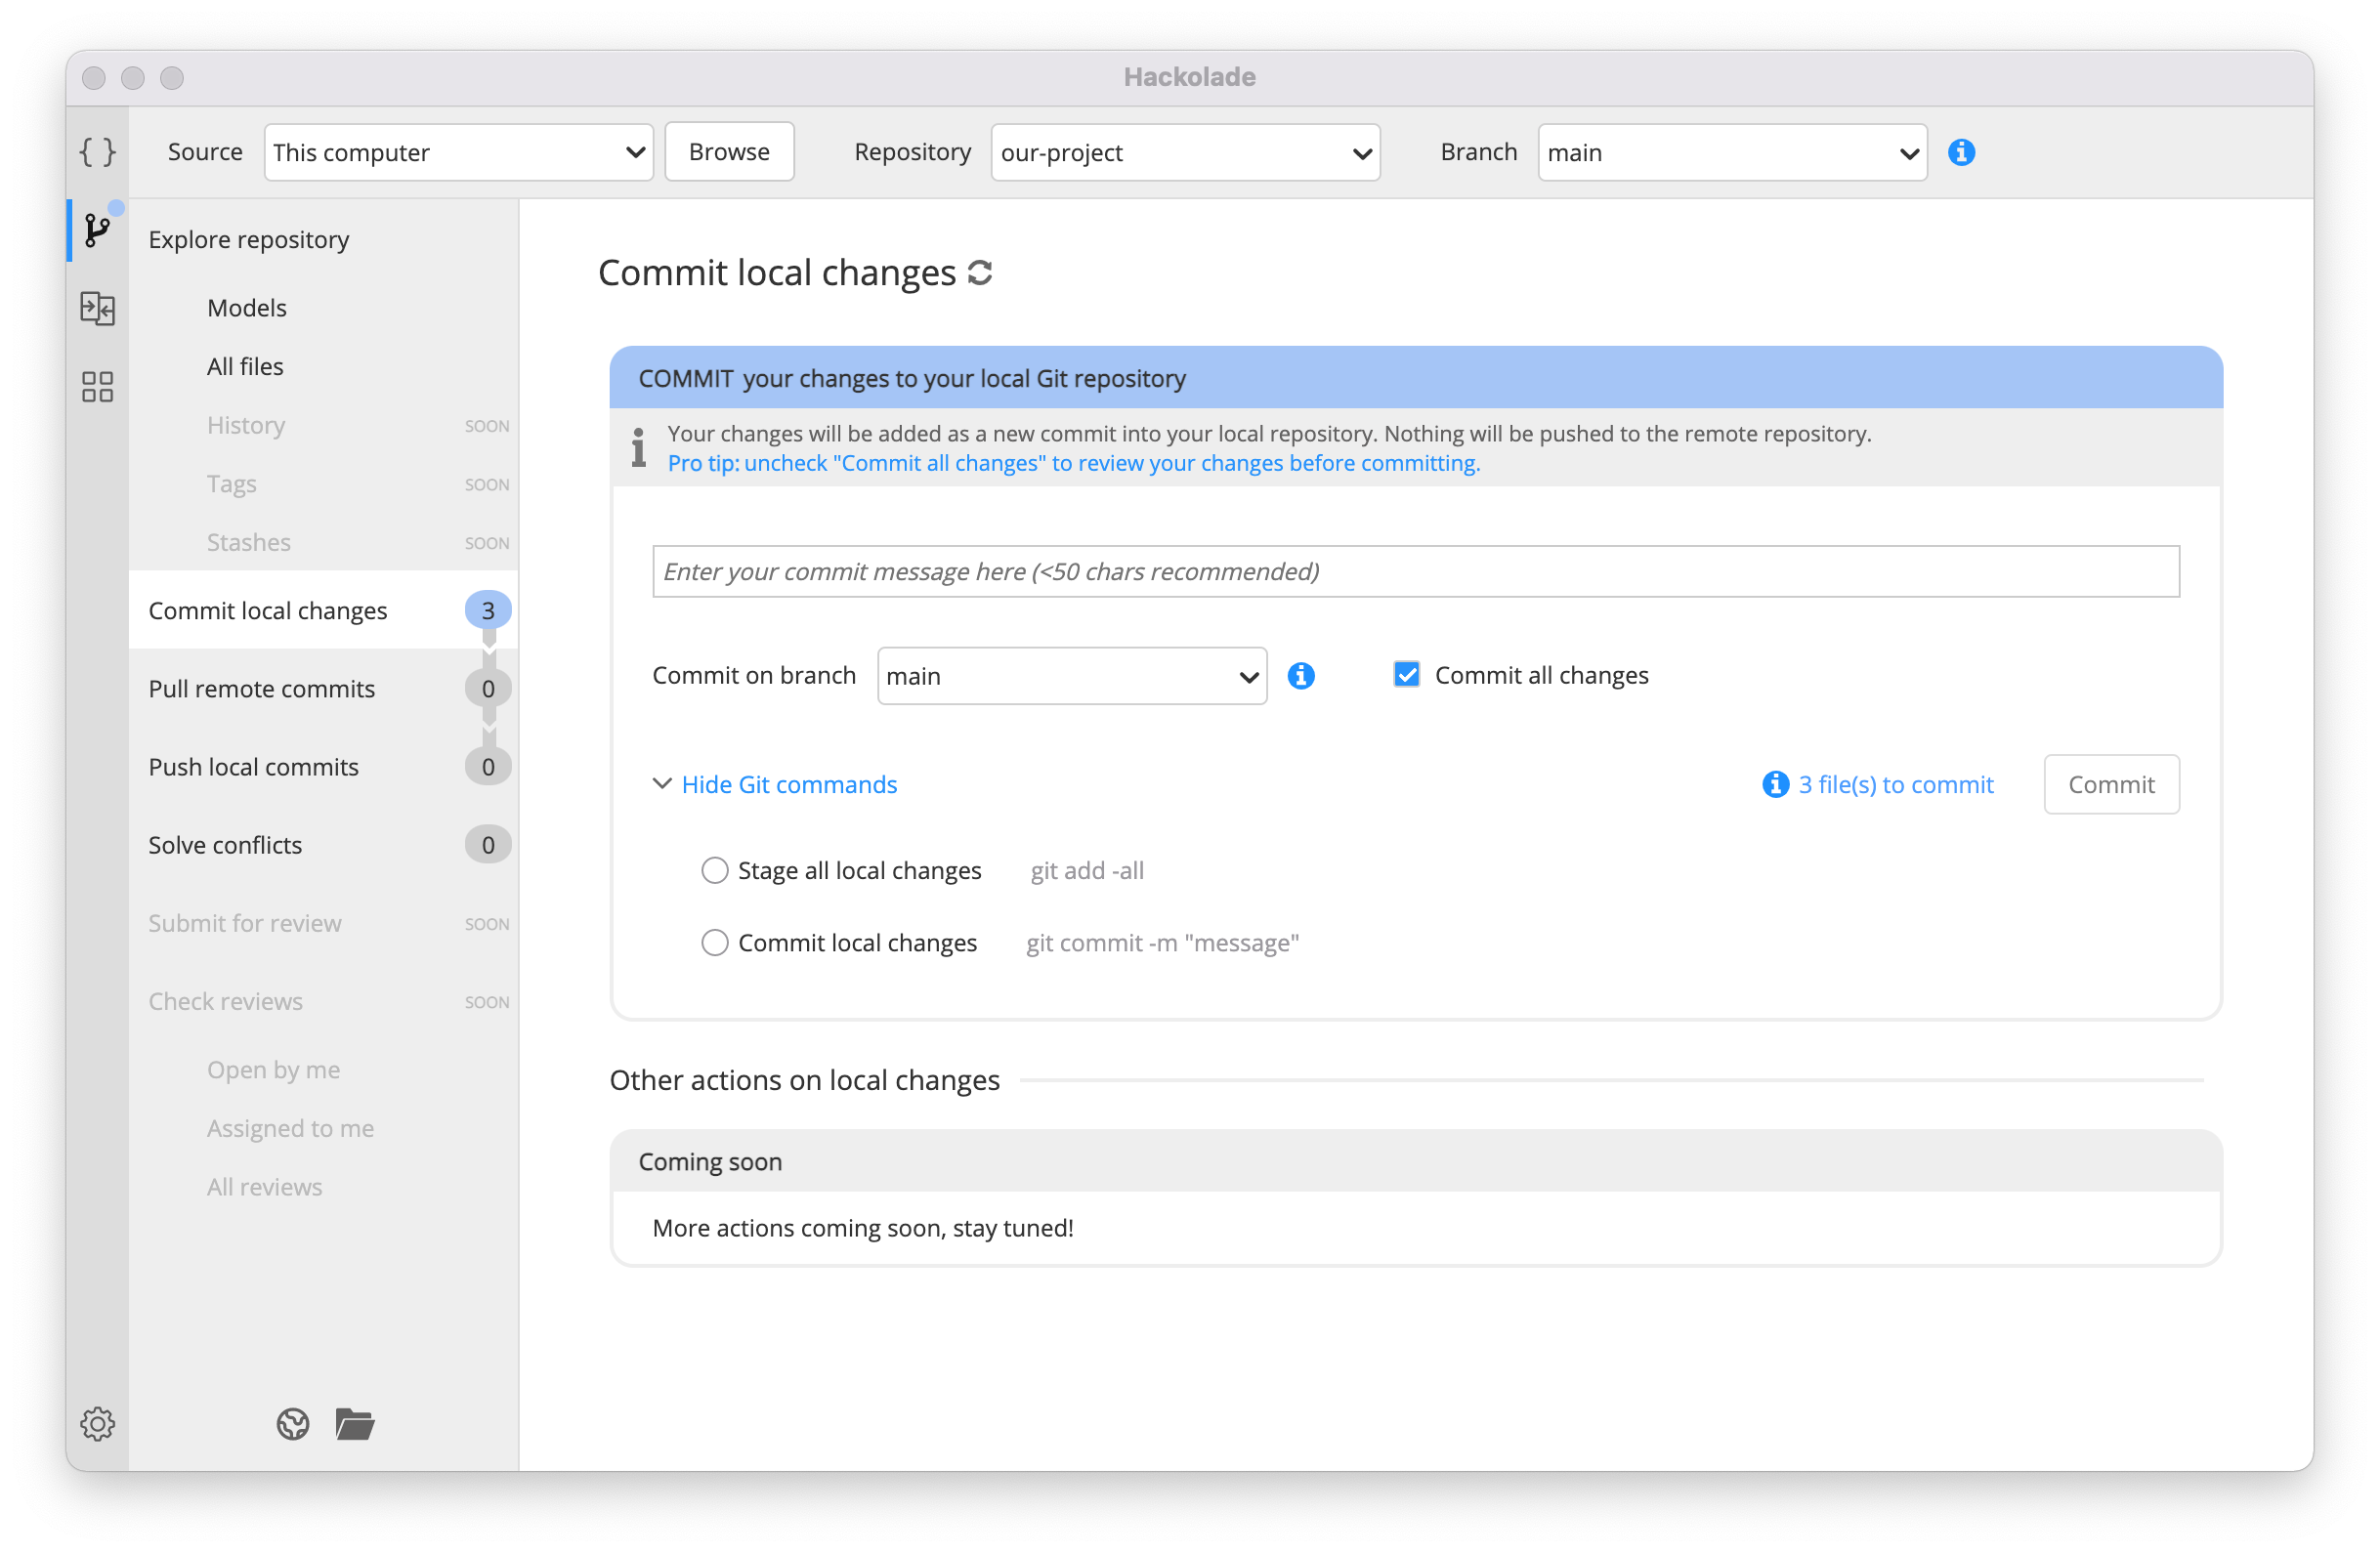 Hackolade
{ }
Source This computer Browse Repository our-project Branch main
Explore repository
Models
All files
History SOON
Tags SOON
Stashes SOON
Commit local changes 3
Pull remote commits 0
Push local commits 0
Solve conflicts 0
Submit for review SOON
Check reviews SOON
Open by me
Assigned to me
All reviews
Commit local changes
COMMIT your changes to your local Git repository
Your changes will be added as a new commit into your local repository. Nothing will be pushed to the remote repository.
Pro tip: uncheck "Commit all changes" to review your changes before committing.
Enter your commit message here (<50 chars recommended)
Commit on branch main Commit all changes
Hide Git commands 3 file(s) to commit Commit
Stage all local changes git add -all
Commit local changes git commit -m "message"
Other actions on local changes
Coming soon
More actions coming soon, stay tuned!